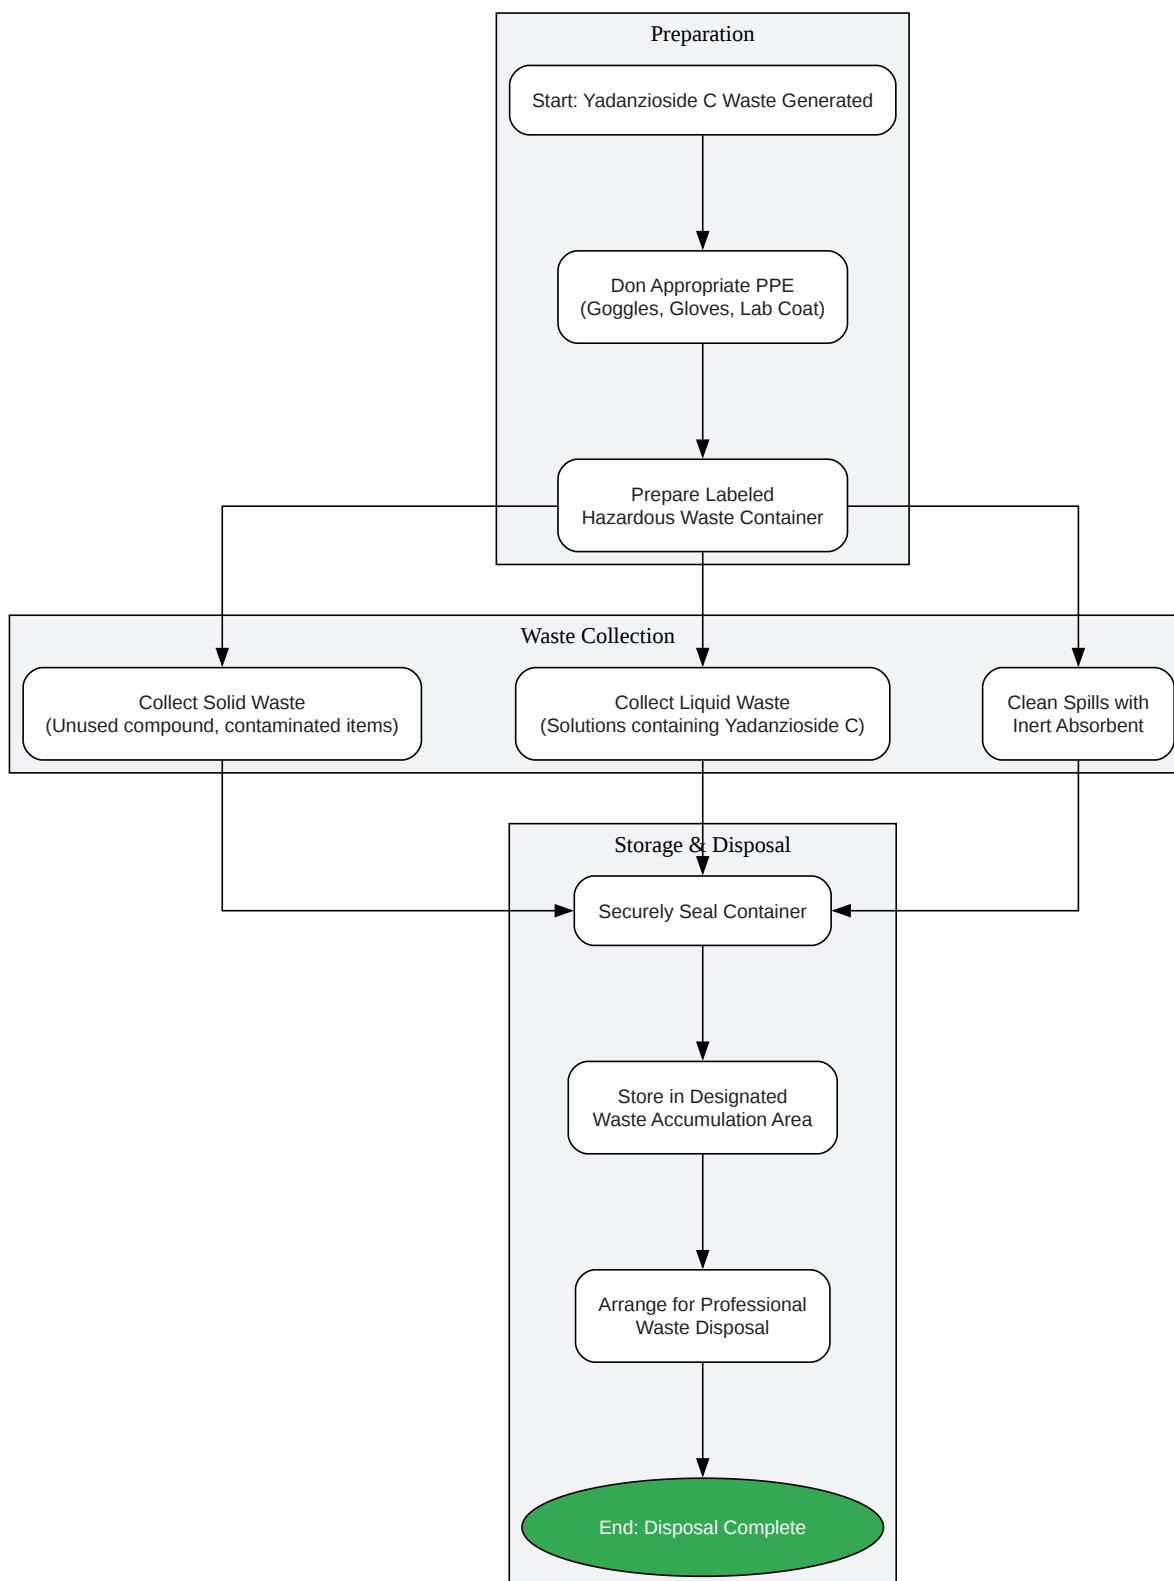 Preparation
Start: Yadanzioside C Waste Generated
Don Appropriate PPE
(Goggles, Gloves, Lab Coat)
Prepare Labeled
Hazardous Waste Container
Waste Collection
Collect Solid Waste
(Unused compound, contaminated items)
Collect Liquid Waste
(Solutions containing Yadanzioside C)
Clean Spills with
Inert Absorbent
Storage & Disposal
Securely Seal Container
Store in Designated
Waste Accumulation Area
Arrange for Professional
Waste Disposal
End: Disposal Complete